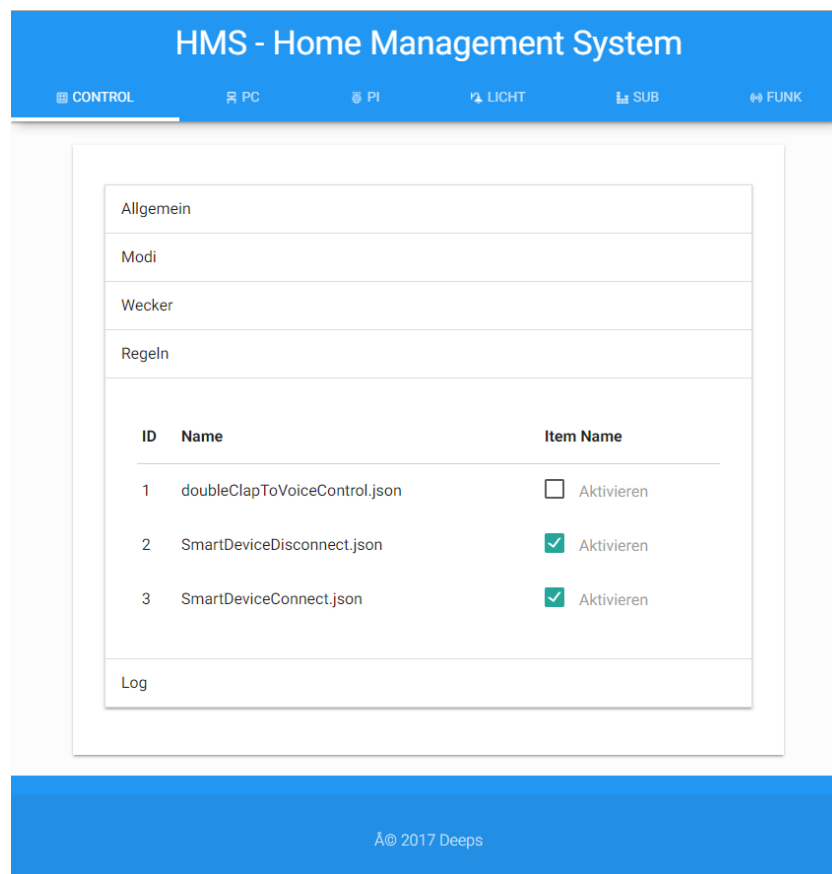 HMS - Home Management System
CONTROL PC PI LICHT SUB FUNK
Allgemein
Modi
Wecker
Regeln
ID Name Item Name
1 doubleClapToVoiceControl.json Aktivieren
2 SmartDeviceDisconnect.json Aktivieren
3 SmartDeviceConnect.json Aktivieren
Log
Â© 2017 Deeps